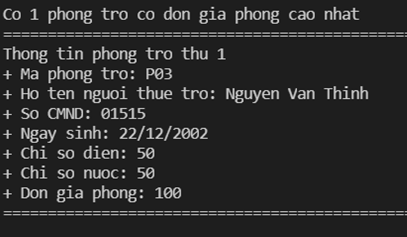 Co 1 phong tro co don gia phong cao nhat
==================================================
Thong tin phong tro thu 1
+ Ma phong tro: P03
+ Ho ten nguoi thue tro: Nguyen Van Thinh
+ So CMND: 01515
+ Ngay sinh: 22/12/2002
+ Chi so dien: 50
+ Chi so nuoc: 50
+ Don gia phong: 100
==================================================